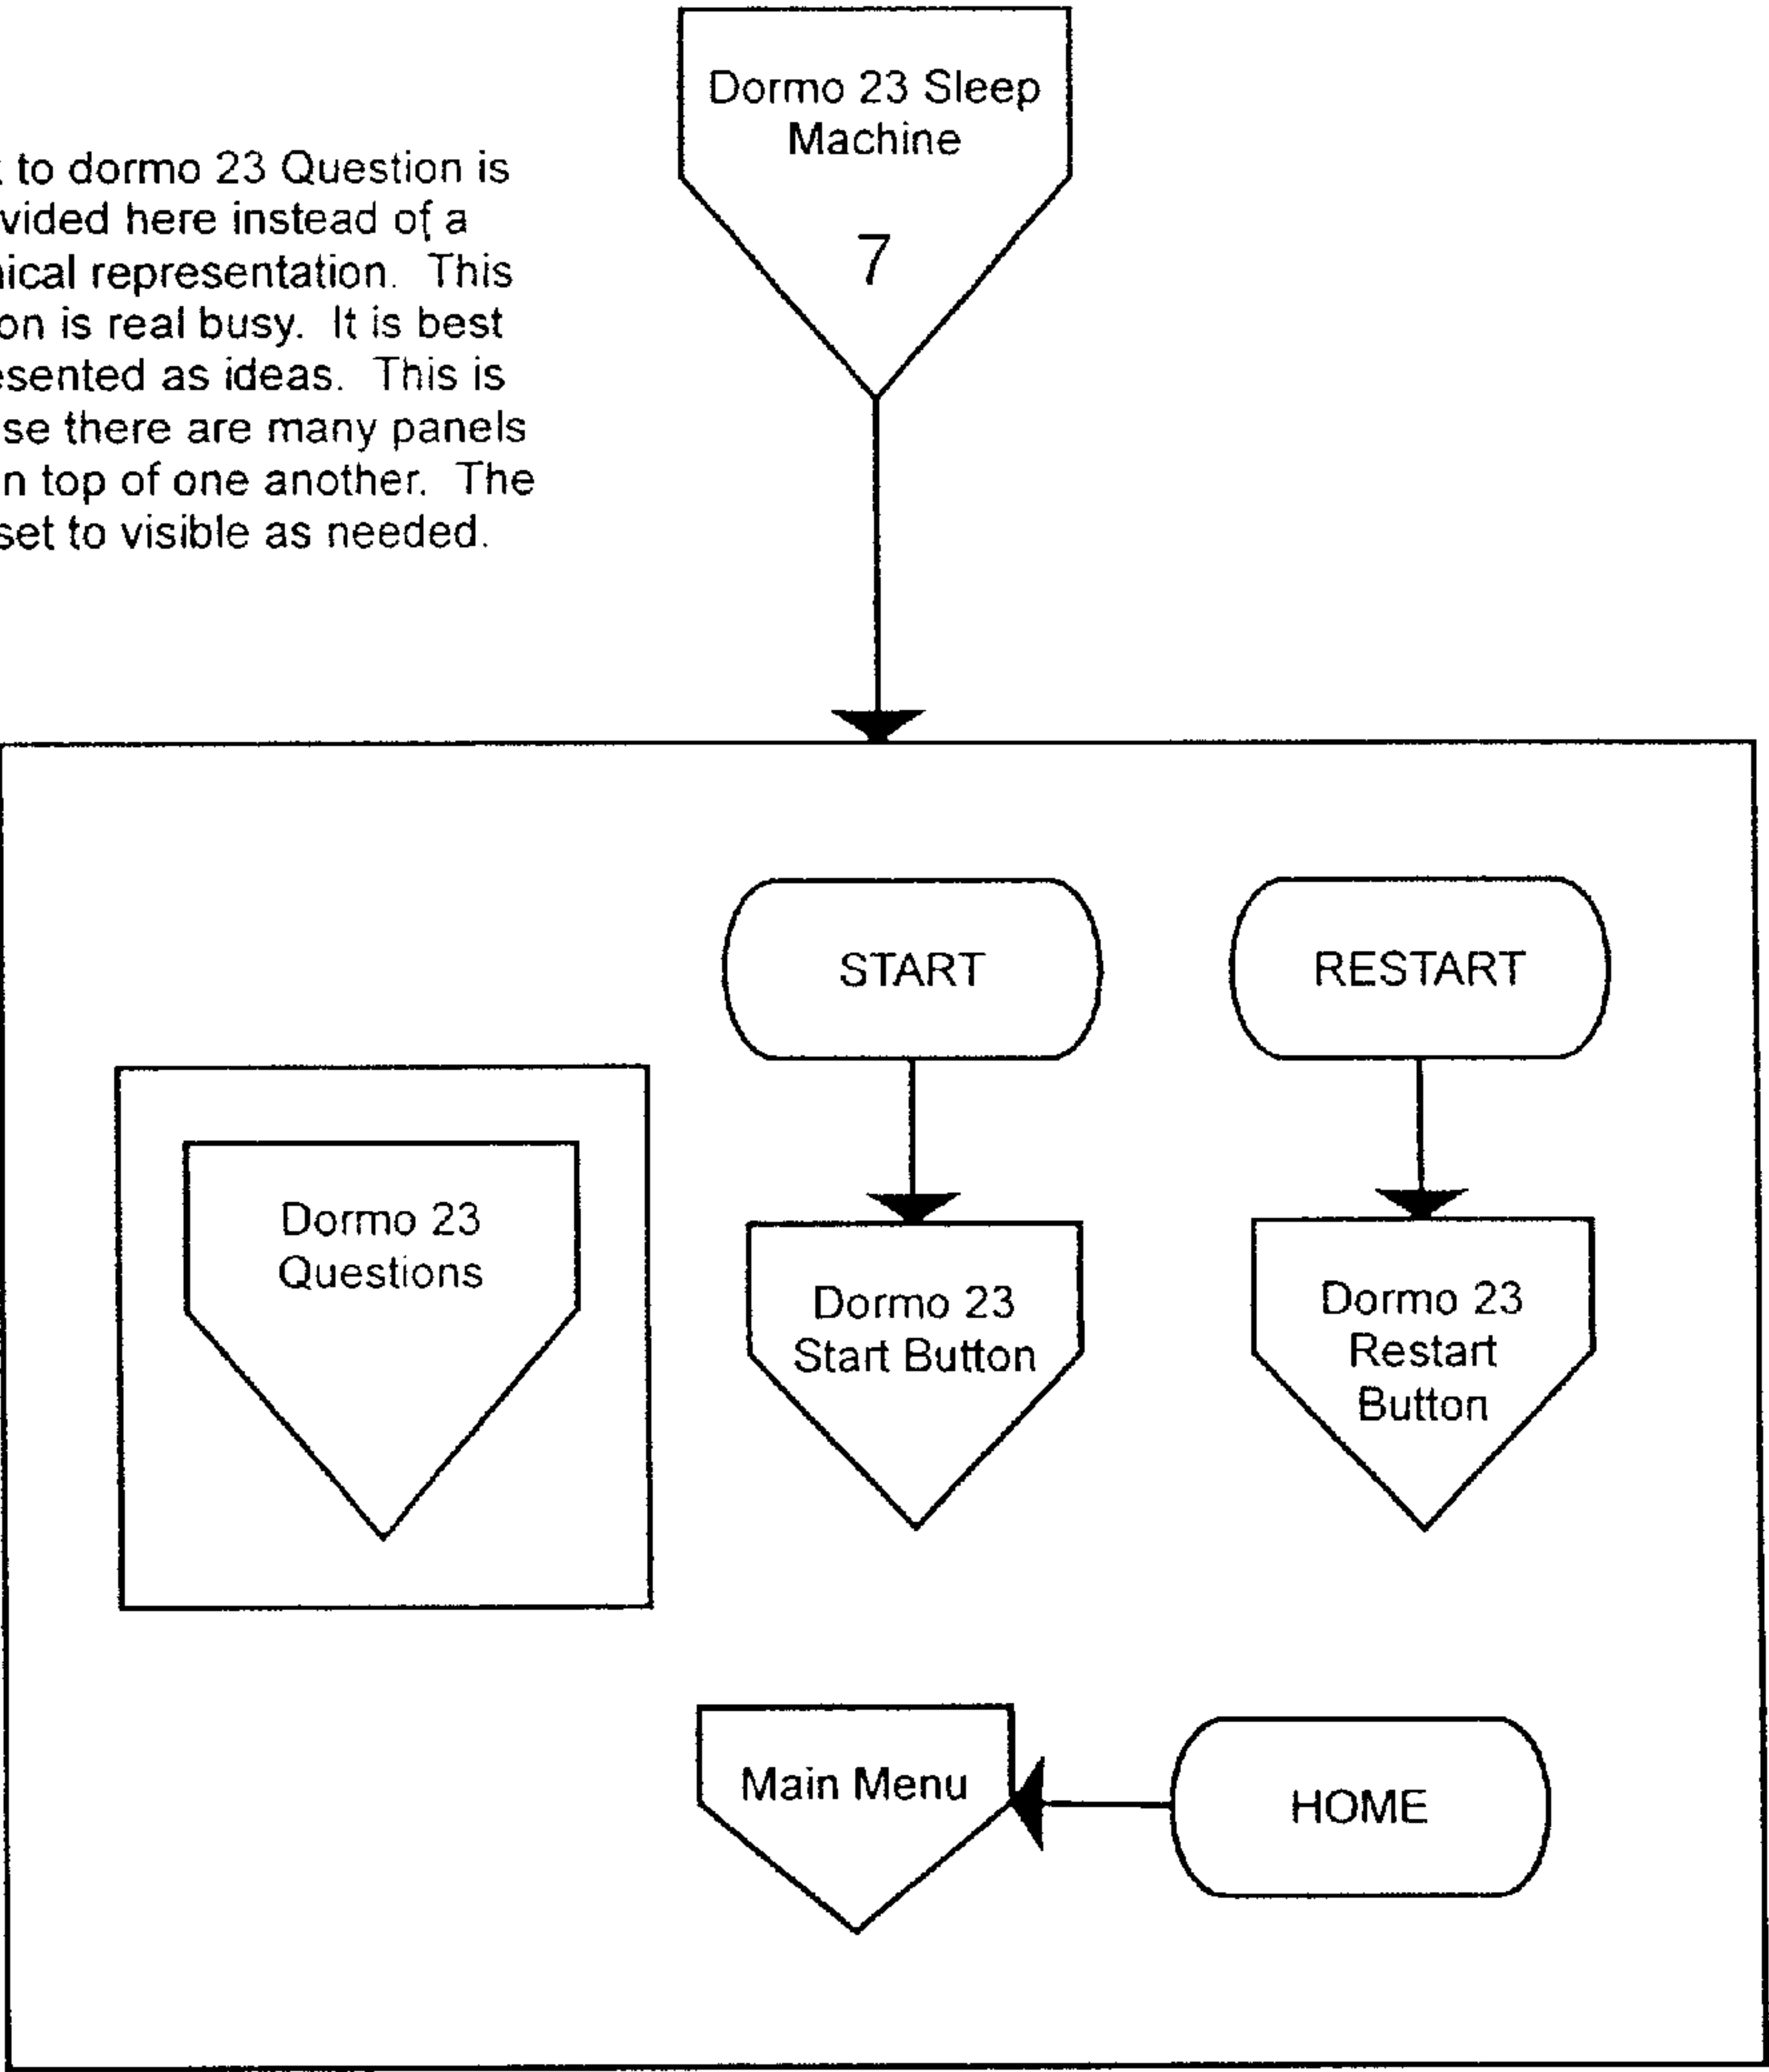 Dormo 23 Sleep
Machine
7
to dormo 23 Question is
vided here instead of a
nical representation. This
on is real busy. It is best
esented as ideas. This is
se there are many panels
n top of one another. The
set to visible as needed.
START
RESTART
Dormo 23
Questions
Dormo 23
Start Button
Dormo 23
Restart
Button
Main Menu
HOME